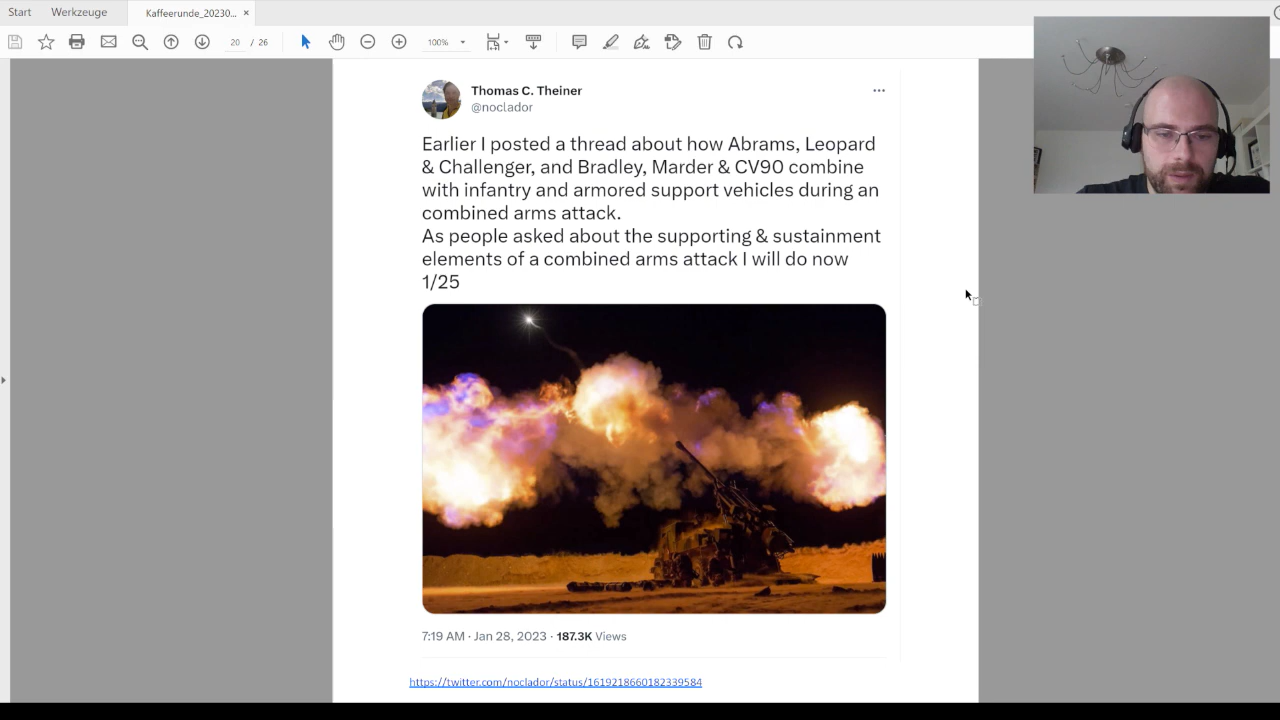 Start
Werkzeuge
Kaffeerunde_20230... ×
20 / 26
100%
Thomas C. Theiner
@noclador
Earlier I posted a thread about how Abrams, Leopard
& Challenger, and Bradley, Marder & CV90 combine
with infantry and armored support vehicles during an
combined arms attack.
As people asked about the supporting & sustainment
elements of a combined arms attack I will do now
1/25
7:19 AM · Jan 28, 2023 · 187.3K Views
https://twitter.com/noclador/status/1619218660182339584